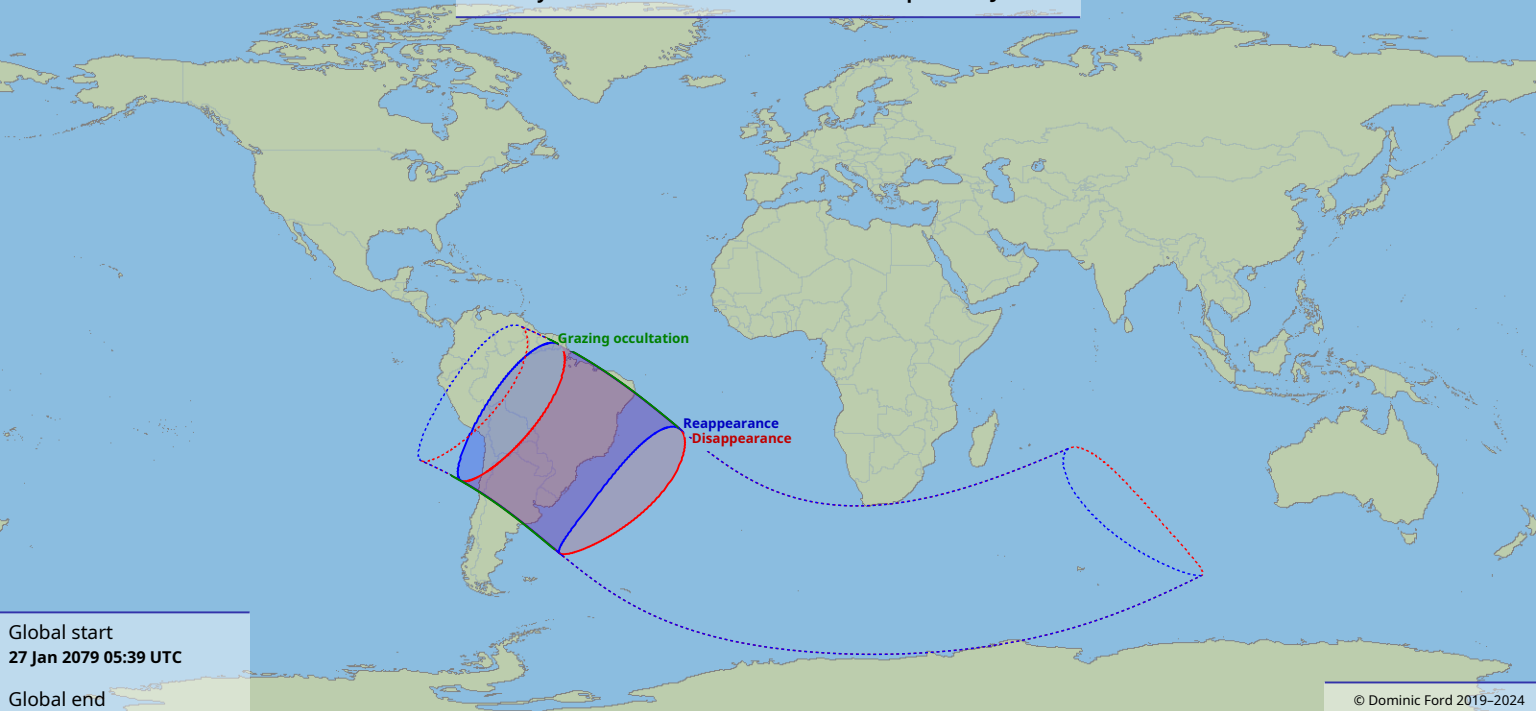 Grazing occultation
Reappearance
Disappearance
Global start
27 Jan 2079 05:39 UTC
Global end
© Dominic Ford 2019–2024